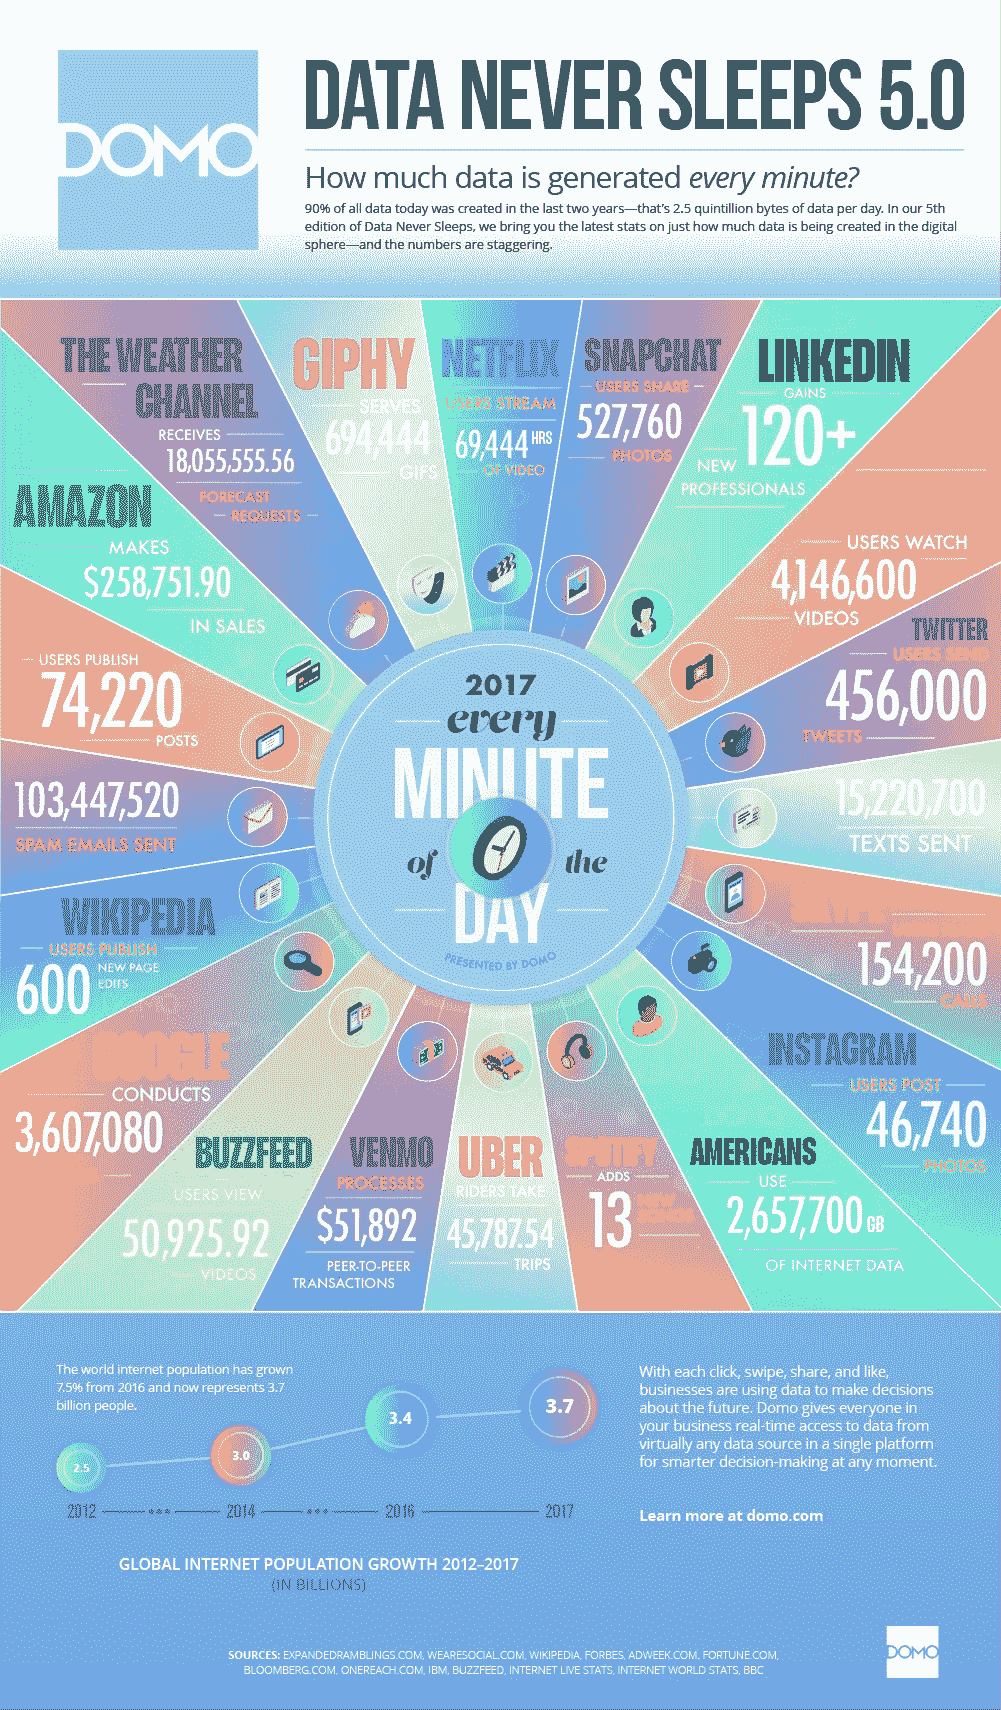 DOMO
DATA NEVER SLEEPS 5.0
How much data is generated every minute?
90% of all data today was created in the last two years—that's 2.5 quintillion bytes of data per day. In our 5th
edition of Data Never Sleeps, we bring you the latest stats on just how much data is being created in the digital
sphere—and the numbers are staggering.
THE WEATHER
CHANNEL
RECEIVES
18,055,555.56
FORECAST
REQUESTS
GIPHY
SERVES
694,444
GIFS
NETFLIX
USERS STREAM
69,444 HRS
OF VIDEO
SNAPCHAT
USERS SHARE
527,760
PHOTOS
LINKEDIN
GAINS
120+
NEW
PROFESSIONALS
USERS WATCH
4,146,600
VIDEOS
TWITTER
USERS SEND
456,000
TWEETS
15,220,700
TEXTS SENT
154,200
CALLS
INSTAGRAM
USERS POST
46,740
PHOTOS
AMERICANS
USE
2,657,700 GB
OF INTERNET DATA
SPOTIFY
ADDS
13
UBER
RIDERS TAKE
45,787.54
TRIPS
VENMO
PROCESSES
$51,892
PEER-TO-PEER
TRANSACTIONS
BUZZFEED
USERS VIEW
50,925.92
VIDEOS
GOOGLE
CONDUCTS
3,607,080
WIKIPEDIA
USERS PUBLISH
600 NEW PAGE
EDITS
103,447,520
SPAM EMAILS SENT
USERS PUBLISH
74,220
POSTS
AMAZON
MAKES
$258,751.90
IN SALES
2017
every
MINUTE
of the
DAY
PRESENTED BY DOMO
The world internet population has grown
7.5% from 2016 and now represents 3.7
billion people.
2.5
3.0
3.4
3.7
2012
2014
2016
2017
GLOBAL INTERNET POPULATION GROWTH 2012–2017
(IN BILLIONS)
With each click, swipe, share, and like,
businesses are using data to make decisions
about the future. Domo gives everyone in
your business real-time access to data from
virtually any data source in a single platform
for smarter decision-making at any moment.
Learn more at domo.com
SOURCES: EXPANDEDRAMBLINGS.COM, WEARESOCIAL.COM, WIKIPEDIA, FORBES, ADWEEK.COM, FORTUNE.COM,
BLOOMBERG.COM, ONEREACH.COM, IBM, BUZZFEED, INTERNET LIVE STATS, INTERNET WORLD STATS, BBC
DOMO